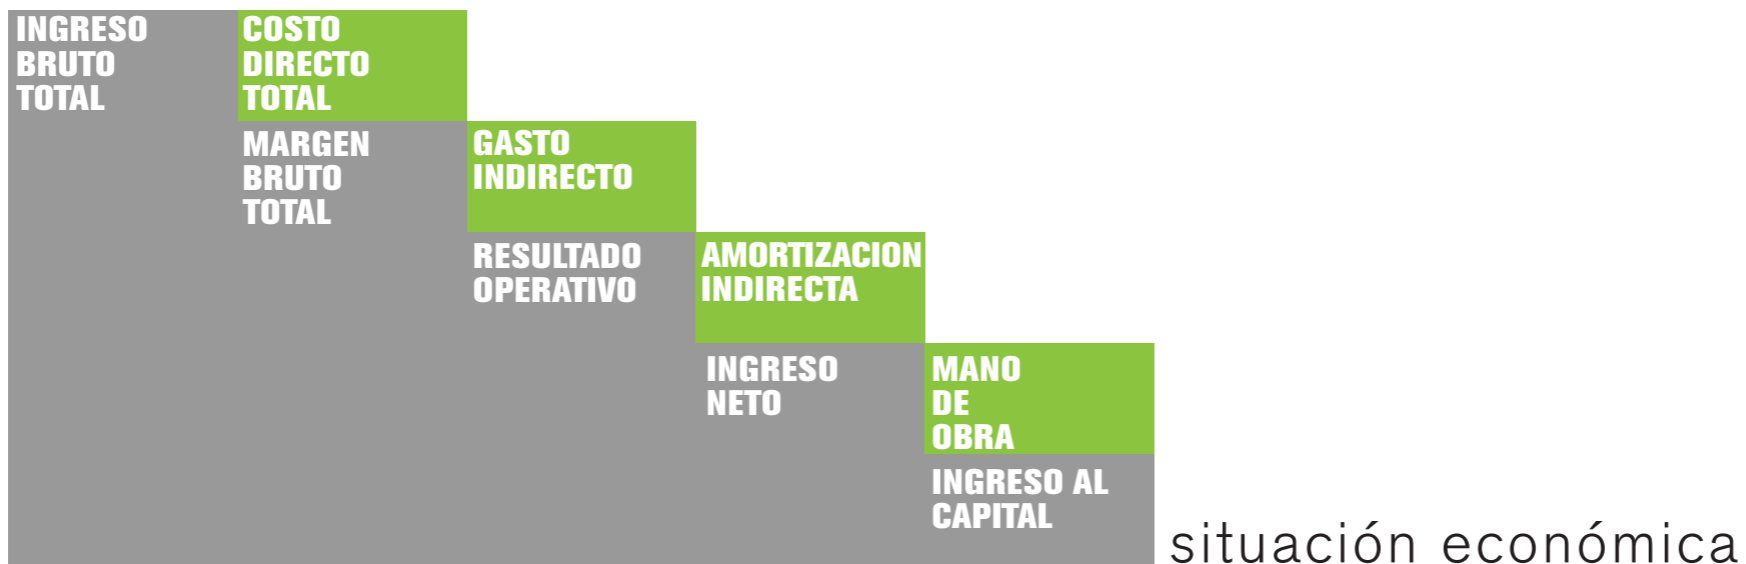 INGRESO
BRUTO
TOTAL
COSTO
DIRECTO
TOTAL
MARGEN
BRUTO
TOTAL
GASTO
INDIRECTO
RESULTADO
OPERATIVO
AMORTIZACION
INDIRECTA
INGRESO
NETO
MANO
DE
OBRA
INGRESO AL
CAPITAL
situación económica